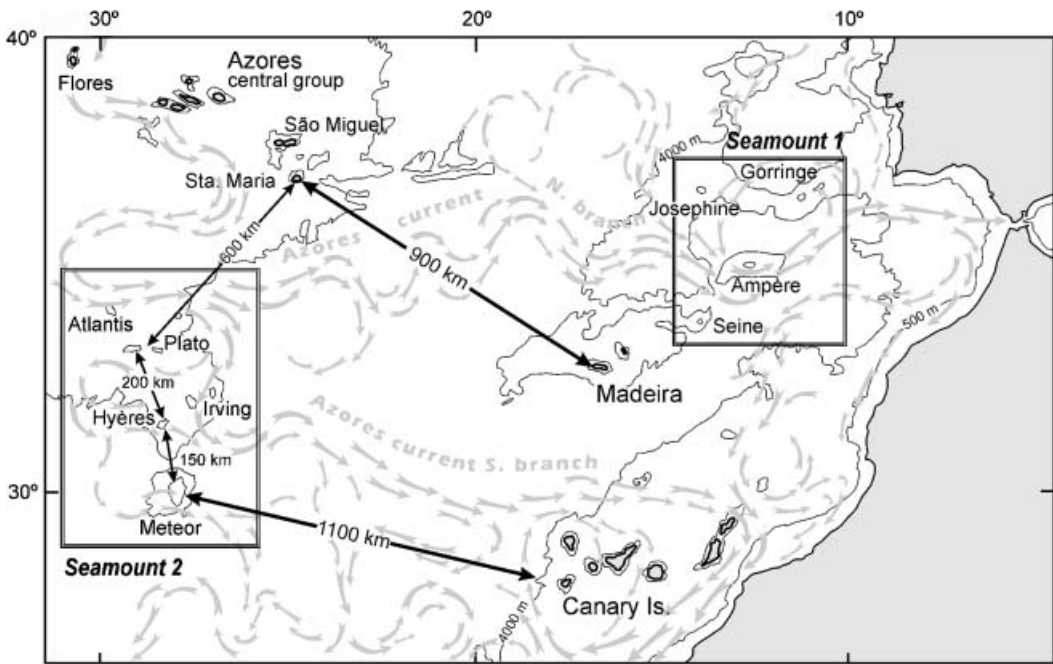 30º
20º
10º
40º
Flores
Azores
central group
São Miguel
Sta. Maria
4000 m
Seamount 1
Gorringe
Josephine
Azores current
N. branch
600 km
900 km
Ampère
Seine
500 m
Atlantis
Plato
200 km
Hyères
Irving
Madeira
150 km
Azores current S. branch
30º
Meteor
1100 km
Seamount 2
Canary Is.
4000 m